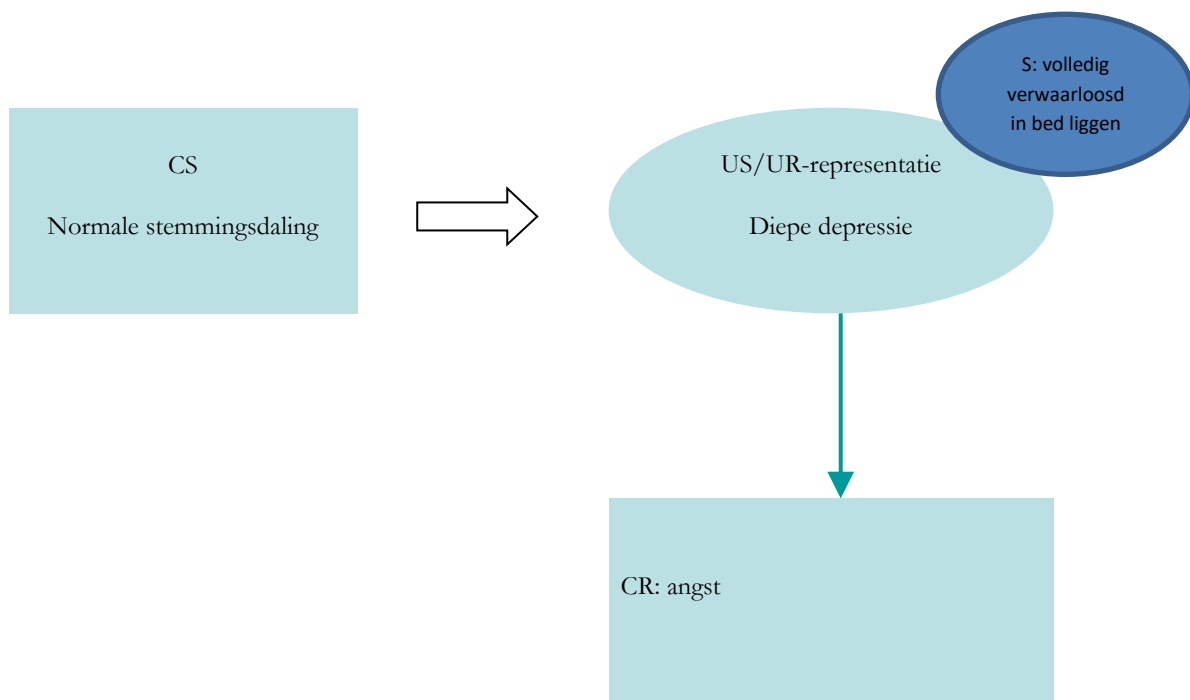 CS
Normale stemmingsdaling
US/UR-representatie
Diepe depressie
S: volledig
verwaarloosd
in bed liggen
CR: angst